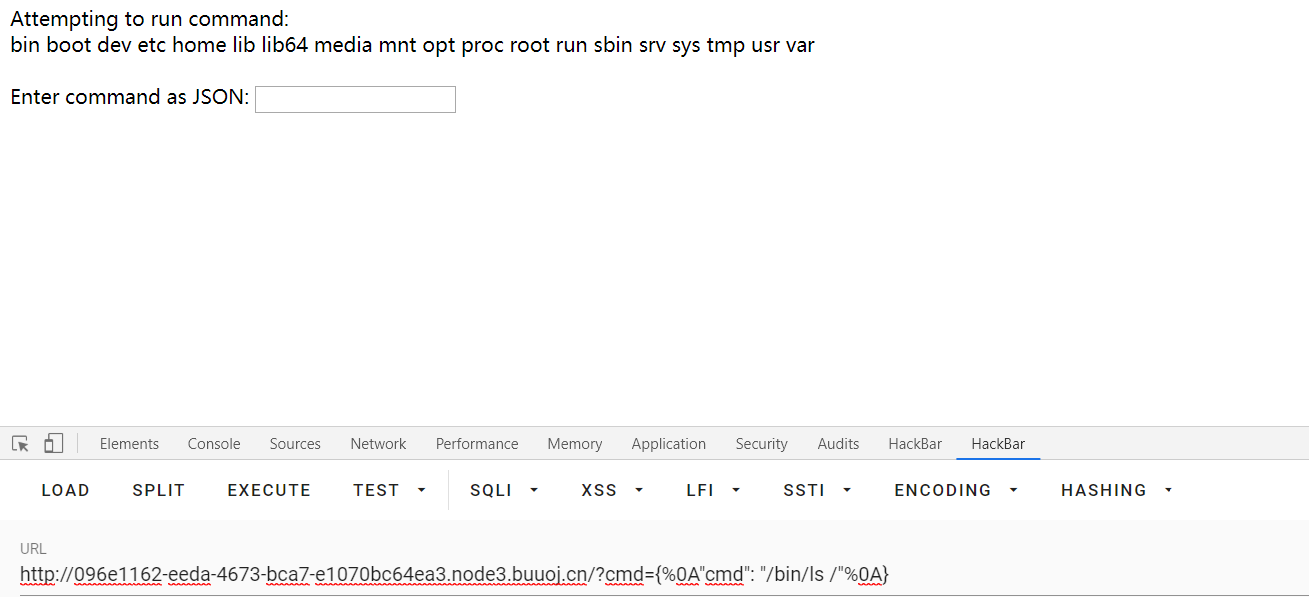 Attempting to run command:
bin boot dev etc home lib lib64 media mnt opt proc root run sbin srv sys tmp usr var
Enter command as JSON:
Elements Console Sources Network Performance Memory Application Security Audits HackBar HackBar
LOAD SPLIT EXECUTE TEST SQLI XSS LFI SSTI ENCODING HASHING
URL
http://096e1162-eeda-4673-bca7-e1070bc64ea3.node3.buuoj.cn/?cmd={%0A"cmd": "/bin/ls /"%0A}